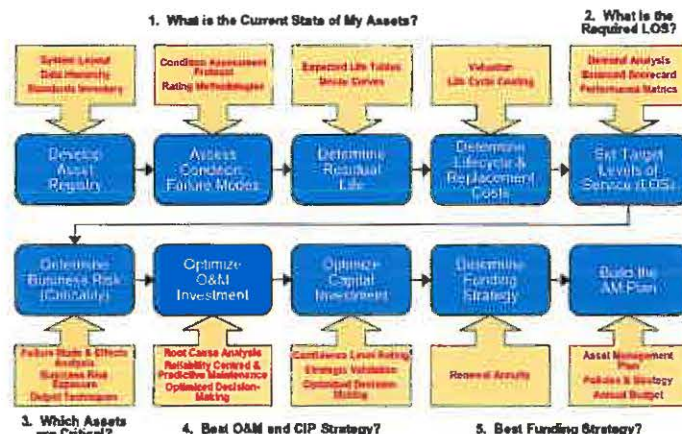 1. What is the Current State of My Assets?
2. What is the
Required LOS?
System Layout
Data Hierarchy
Standards Inventory
Condition Assessment
Protocol
Rating Methodologies
Expected Life Tables
Decay Curves
Valuation
Life Cycle Costing
Demand Analysis
Balanced Scorecard
Performance Metrics
Develop
Asset
Registry
Assess
Condition
Failure Modes
Determine
Residual
Life
Determine
Lifecycle &
Replacement
Costs
Set Target
Levels of
Service (LOS)
Determine
Business Risk
(Criticality)
Optimize
O&M
Investment
Optimize
Capital
Investment
Determine
Funding
Strategy
Build the
AM Plan
Failure Mode & Effects
Analysis
Business Risk
Exposure
Delphi Techniques
Root Cause Analysis
Reliability Centred &
Predictive Maintenance
Optimized Decision-
Making
Confidence Level Rating
Strategic Validation
Optimized Decision-
Making
Renewal Annuity
Asset Management
Plan
Policies & Strategy
Annual Budget
3. Which Assets
are Critical?
4. Best O&M and CIP Strategy?
5. Best Funding Strategy?